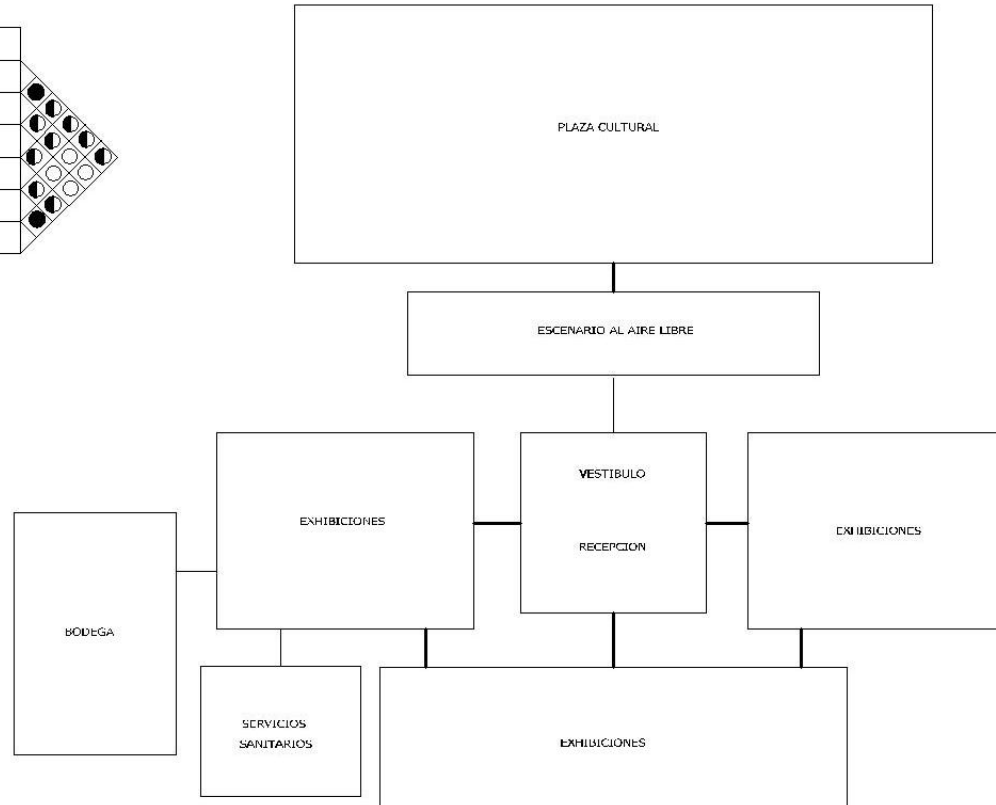 PLAZA CULTURAL
ESCENARIO AL AIRE LIBRE
VESTIBULO
RECEPCION
EXHIBICIONES
EXHIBICIONES
BODEGA
SERVICIOS
SANITARIOS
EXHIBICIONES